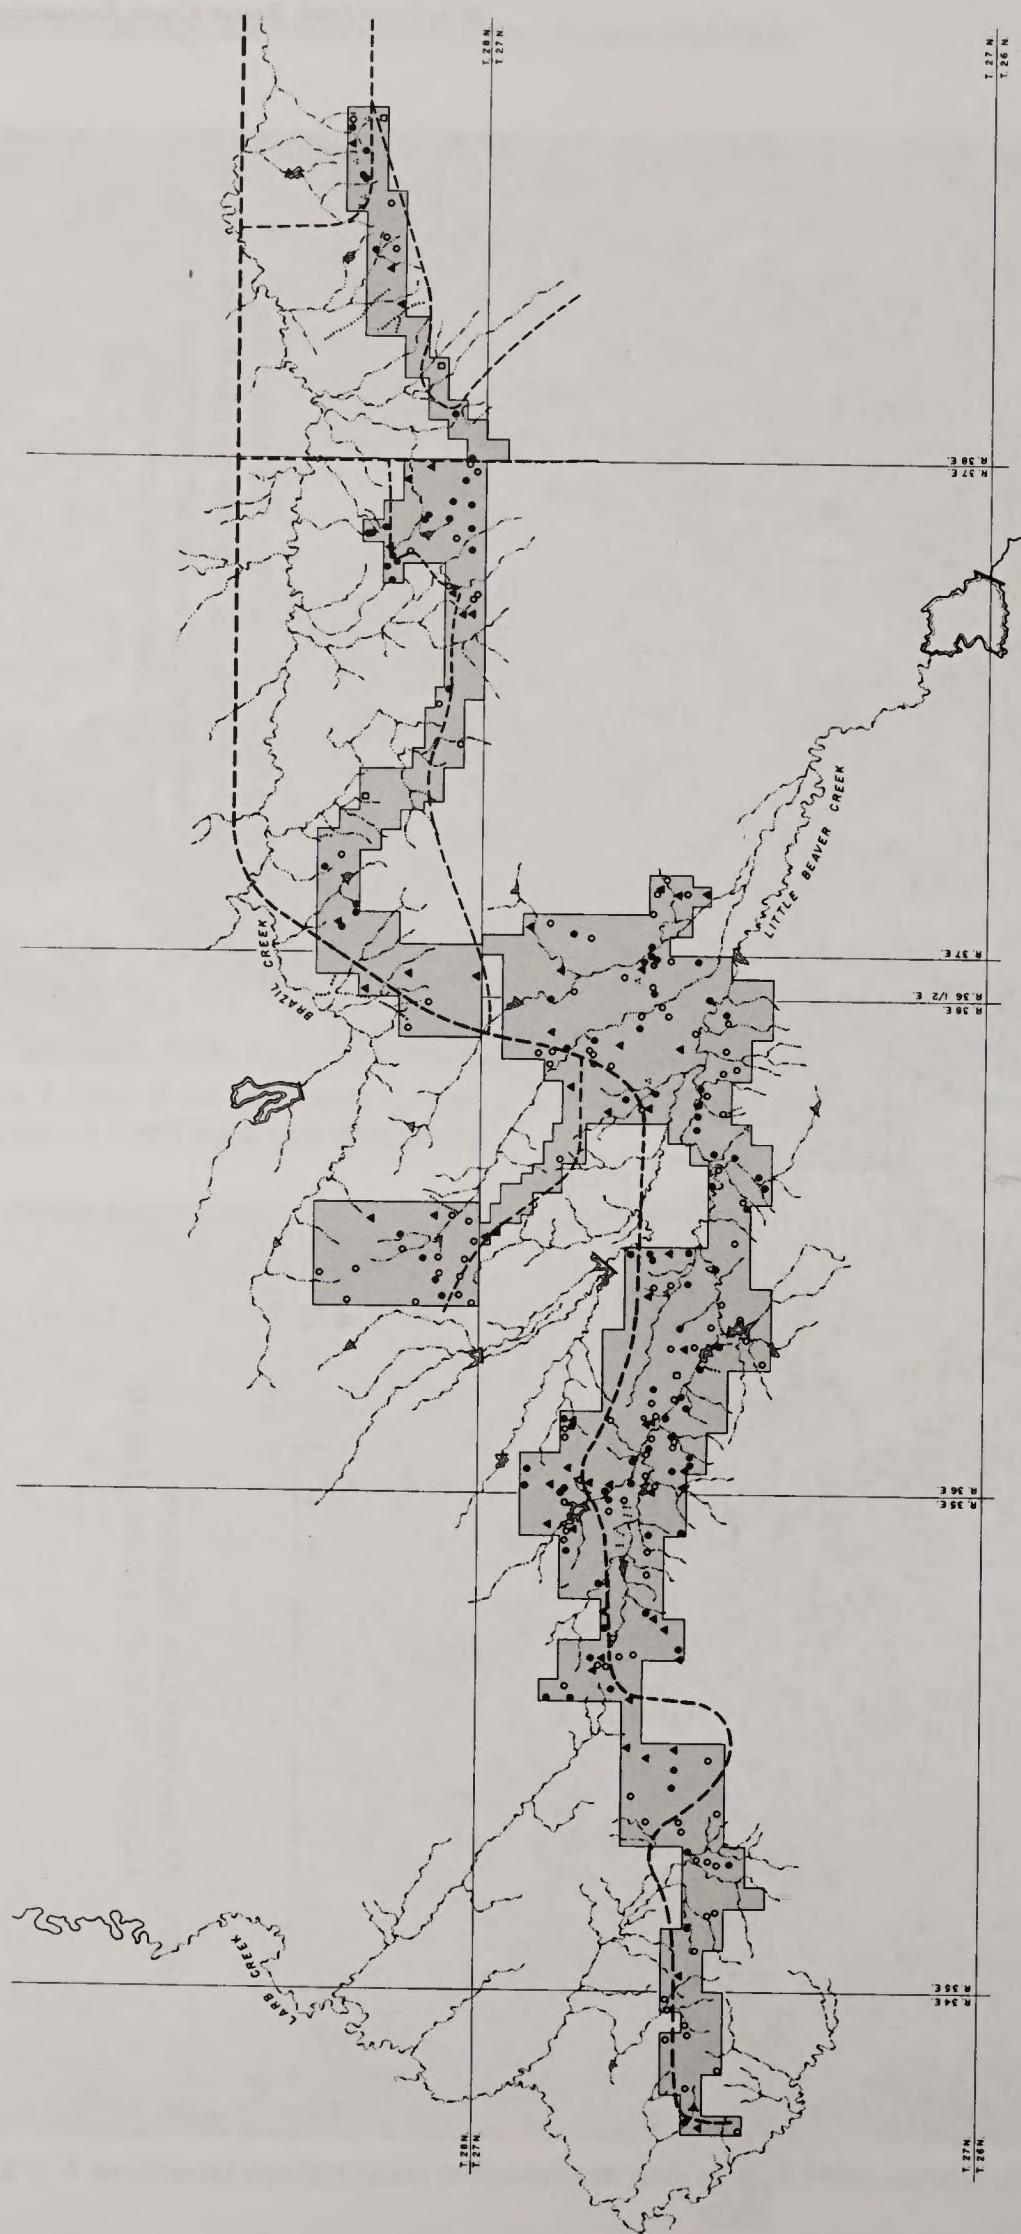 T. 28 N.
T. 27 N.
T. 27 N.
T. 26 N.
R. 38 E.
R. 37 E.
LITTLE BEAVER CREEK
BRAZIL CREEK
R. 37 E.
R. 36 1/2 E.
R. 36 E.
R. 35 E.
LARB CREEK
R. 35 E.
R. 34 E.
T. 28 N.
T. 27 N.
T. 27 N.
T. 26 N.